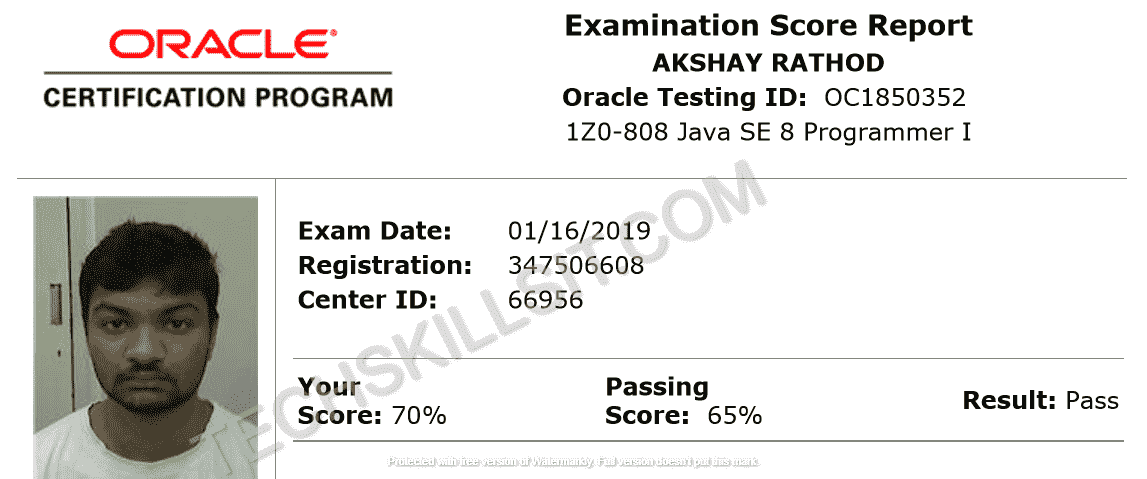 ORACLE®
CERTIFICATION PROGRAM
Examination Score Report
AKSHAY RATHOD
Oracle Testing ID: OC1850352
1Z0-808 Java SE 8 Programmer I
Exam Date: 01/16/2019
Registration: 347506608
Center ID: 66956
Your Score: 70%
Passing Score: 65%
Result: Pass
TECHSKILLSIT.COM
Protected with free version of Watermarkly. Full version doesn't put this mark.